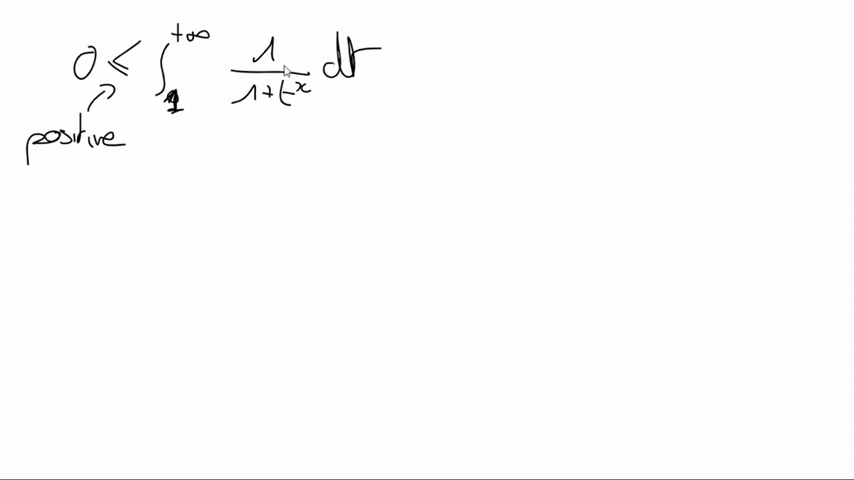 0 ≤ ∫₁^{+∞} 1/(1+t^x) dt
positive